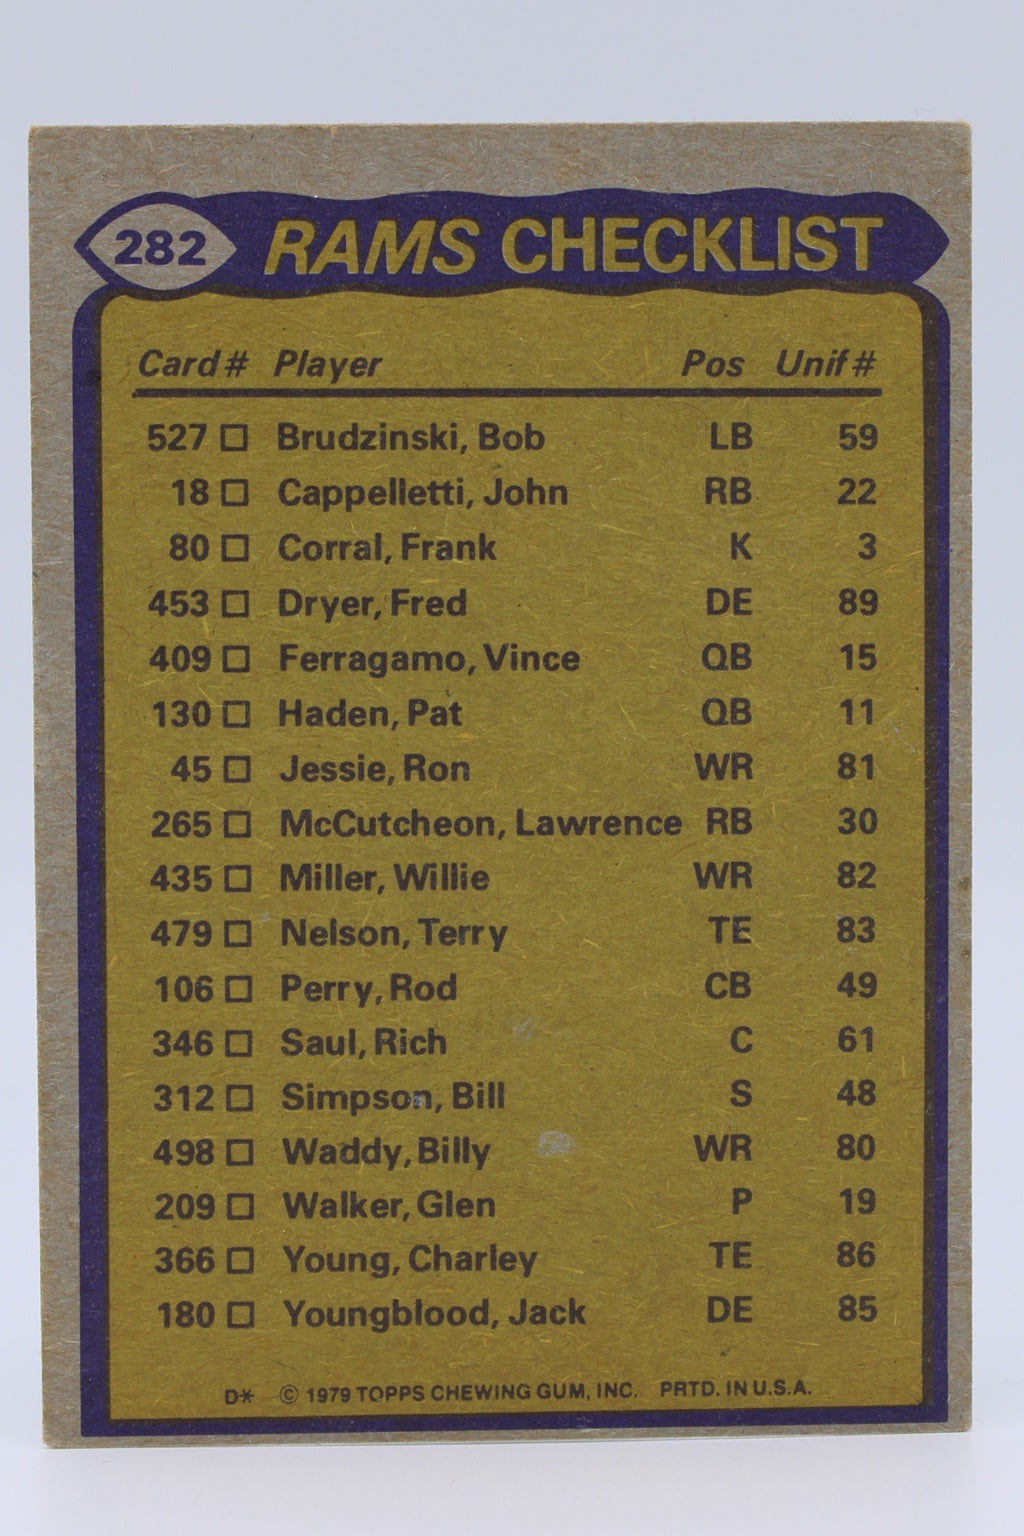 282 RAMS CHECKLIST
Card # Player Pos Unif #
527 Brudzinski, Bob LB 59
18 Cappelletti, John RB 22
80 Corral, Frank K 3
453 Dryer, Fred DE 89
409 Ferragamo, Vince QB 15
130 Haden, Pat QB 11
45 Jessie, Ron WR 81
265 McCutcheon, Lawrence RB 30
435 Miller, Willie WR 82
479 Nelson, Terry TE 83
106 Perry, Rod CB 49
346 Saul, Rich C 61
312 Simpson, Bill S 48
498 Waddy, Billy WR 80
209 Walker, Glen P 19
366 Young, Charley TE 86
180 Youngblood, Jack DE 85
D* © 1979 TOPPS CHEWING GUM, INC. PRTD. IN U.S.A.